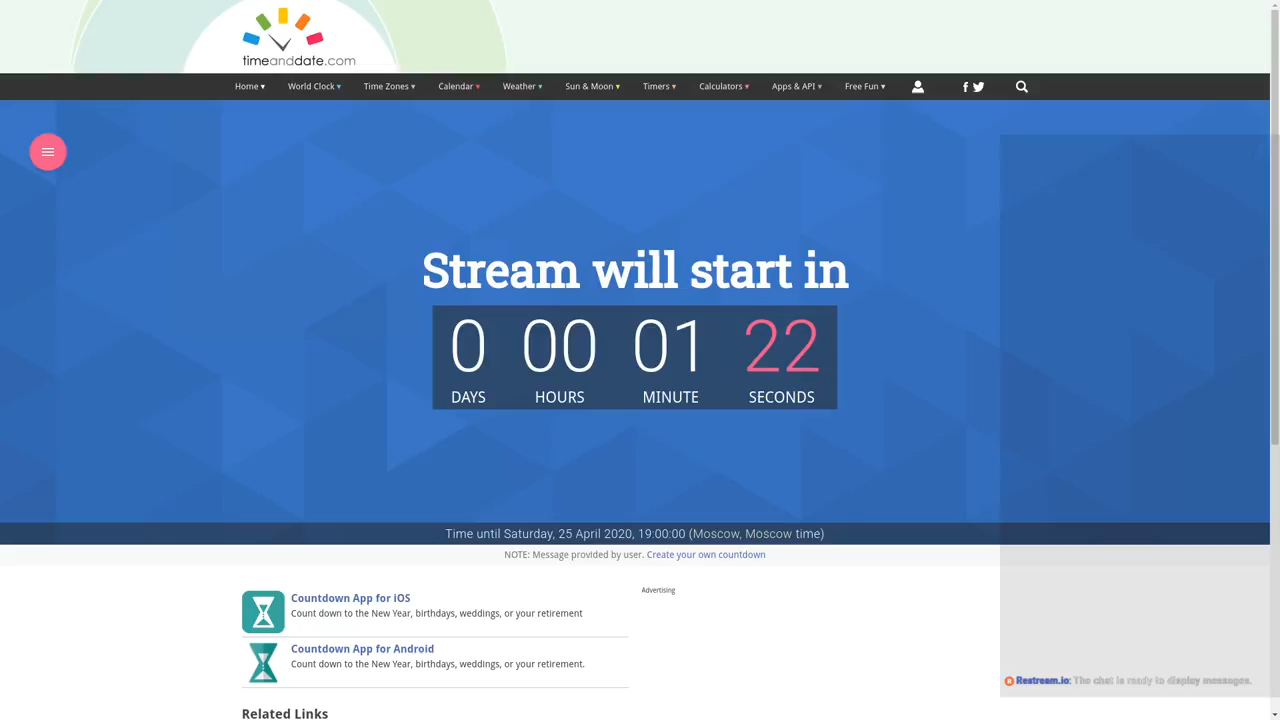 timeanddate.com
Home ▾ World Clock ▾ Time Zones ▾ Calendar ▾ Weather ▾ Sun & Moon ▾ Timers ▾ Calculators ▾ Apps & API ▾ Free Fun ▾
Stream will start in
0 00 01 22
DAYS HOURS MINUTE SECONDS
Time until Saturday, 25 April 2020, 19:00:00 (Moscow, Moscow time)
NOTE: Message provided by user. Create your own countdown
Advertising
Countdown App for iOS
Count down to the New Year, birthdays, weddings, or your retirement
Countdown App for Android
Count down to the New Year, birthdays, weddings, or your retirement.
Restream.io: The chat is ready to display messages.
Related Links